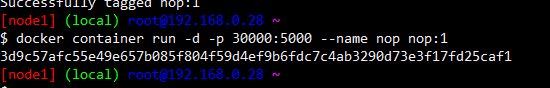 Successfully tagged nop:1
[node1] (local) root@192.168.0.28 ~
$ docker container run -d -p 30000:5000 --name nop nop:1
3d9c57afc55e49e657b085f804f59d4ef9b6fdc7c4ab3290d73e3f17fd25caf1
[node1] (local) root@192.168.0.28 ~